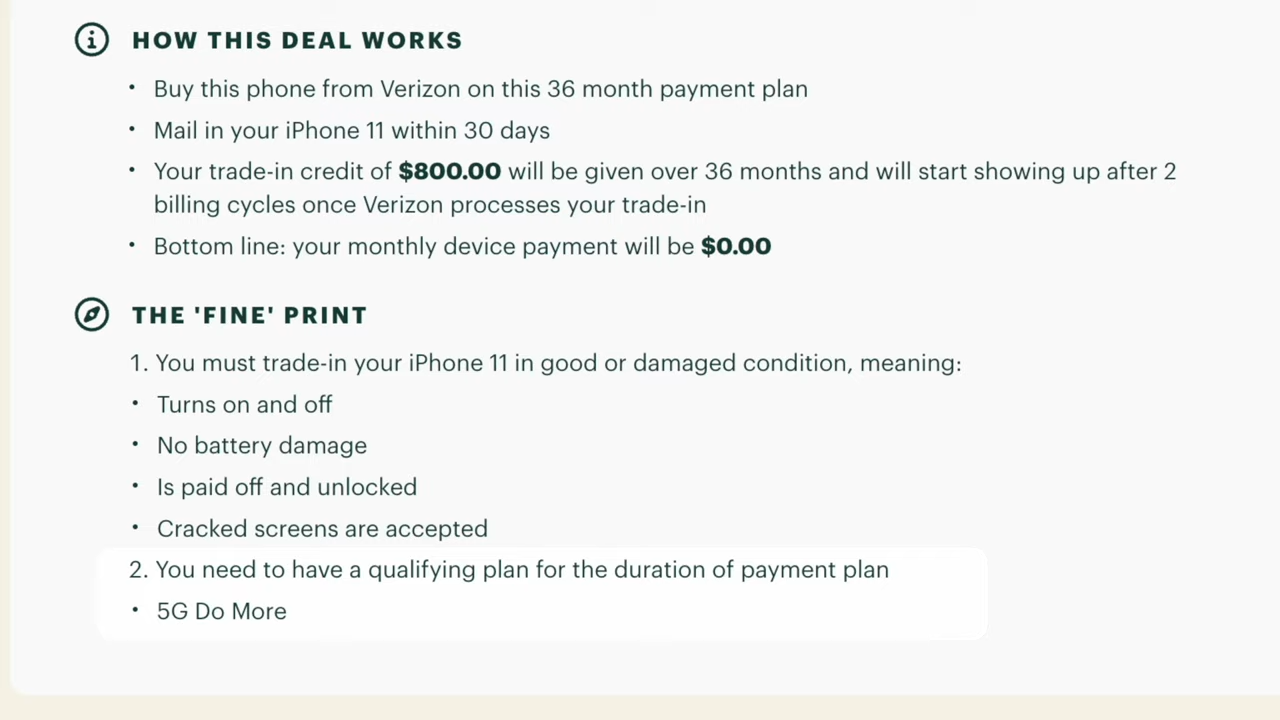 HOW THIS DEAL WORKS
• Buy this phone from Verizon on this 36 month payment plan
• Mail in your iPhone 11 within 30 days
• Your trade-in credit of $800.00 will be given over 36 months and will start showing up after 2
billing cycles once Verizon processes your trade-in
• Bottom line: your monthly device payment will be $0.00
THE 'FINE' PRINT
1. You must trade-in your iPhone 11 in good or damaged condition, meaning:
• Turns on and off
• No battery damage
• Is paid off and unlocked
• Cracked screens are accepted
2. You need to have a qualifying plan for the duration of payment plan
• 5G Do More